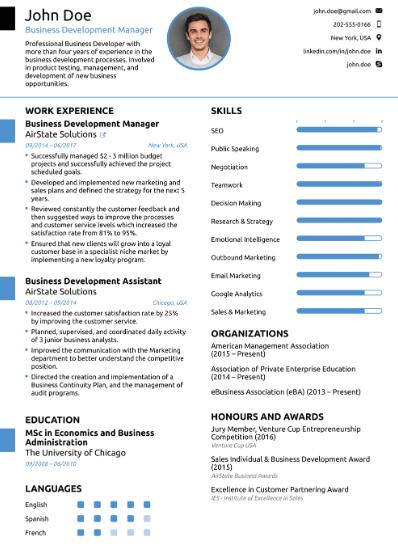 John Doe
Business Development Manager
Professional Business Developer with
more than four years of experience in the
business development processes. Involved
in product testing, management, and
development of new business
opportunities.
john.doe@gmail.com
202-555-0166
New York, USA
linkedin.com/in/john.doe
john.doe
WORK EXPERIENCE
Business Development Manager
AirState Solutions
09/2014 – 06/2017
New York, USA
Successfully managed $2 - 3 million budget
projects and successfully achieved the project
scheduled goals.
Developed and implemented new marketing and
sales plans and defined the strategy for the next 5
years.
Reviewed constantly the customer feedback and
then suggested ways to improve the processes
and customer service levels which increased the
satisfaction rate from 81% to 95%.
Ensured that new clients will grow into a loyal
customer base in a specialist niche market by
implementing a new loyalty program.
Business Development Assistant
AirState Solutions
08/2012 – 09/2014
Chicago, USA
Increased the customer satisfaction rate by 25%
by improving the customer service.
Planned, supervised, and coordinated daily activity
of 3 junior business analysts.
Improved the communication with the Marketing
department to better understand the competitive
position.
Directed the creation and implementation of a
Business Continuity Plan, and the management of
audit programs.
EDUCATION
MSc in Economics and Business
Administration
The University of Chicago
09/2008 – 06/2010
LANGUAGES
English
Spanish
French
SKILLS
SEO
Public Speaking
Negotiation
Teamwork
Decision Making
Research & Strategy
Emotional Intelligence
Outbound Marketing
Email Marketing
Google Analytics
Sales & Marketing
ORGANIZATIONS
American Management Association
(2015 – Present)
Association of Private Enterprise Education
(2014 – Present)
eBusiness Association (eBA) (2013 – Present)
HONOURS AND AWARDS
Jury Member, Venture Cup Entrepreneurship
Competition (2016)
Venture Cup USA
Sales Individual & Business Development Award
(2015)
AirState Business Awards
Excellence in Customer Partnering Award
IES - Institute of Excellence in Sales